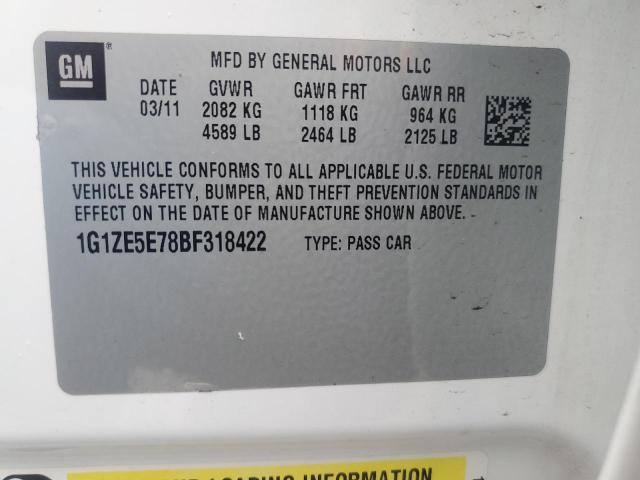 GM ®
MFD BY GENERAL MOTORS LLC
DATE GVWR GAWR FRT GAWR RR
03/11 2082 KG 1118 KG 964 KG
4589 LB 2464 LB 2125 LB
THIS VEHICLE CONFORMS TO ALL APPLICABLE U.S. FEDERAL MOTOR
VEHICLE SAFETY, BUMPER, AND THEFT PREVENTION STANDARDS IN
EFFECT ON THE DATE OF MANUFACTURE SHOWN ABOVE.
1G1ZE5E78BF318422 TYPE: PASS CAR
LOADING INFORMATION